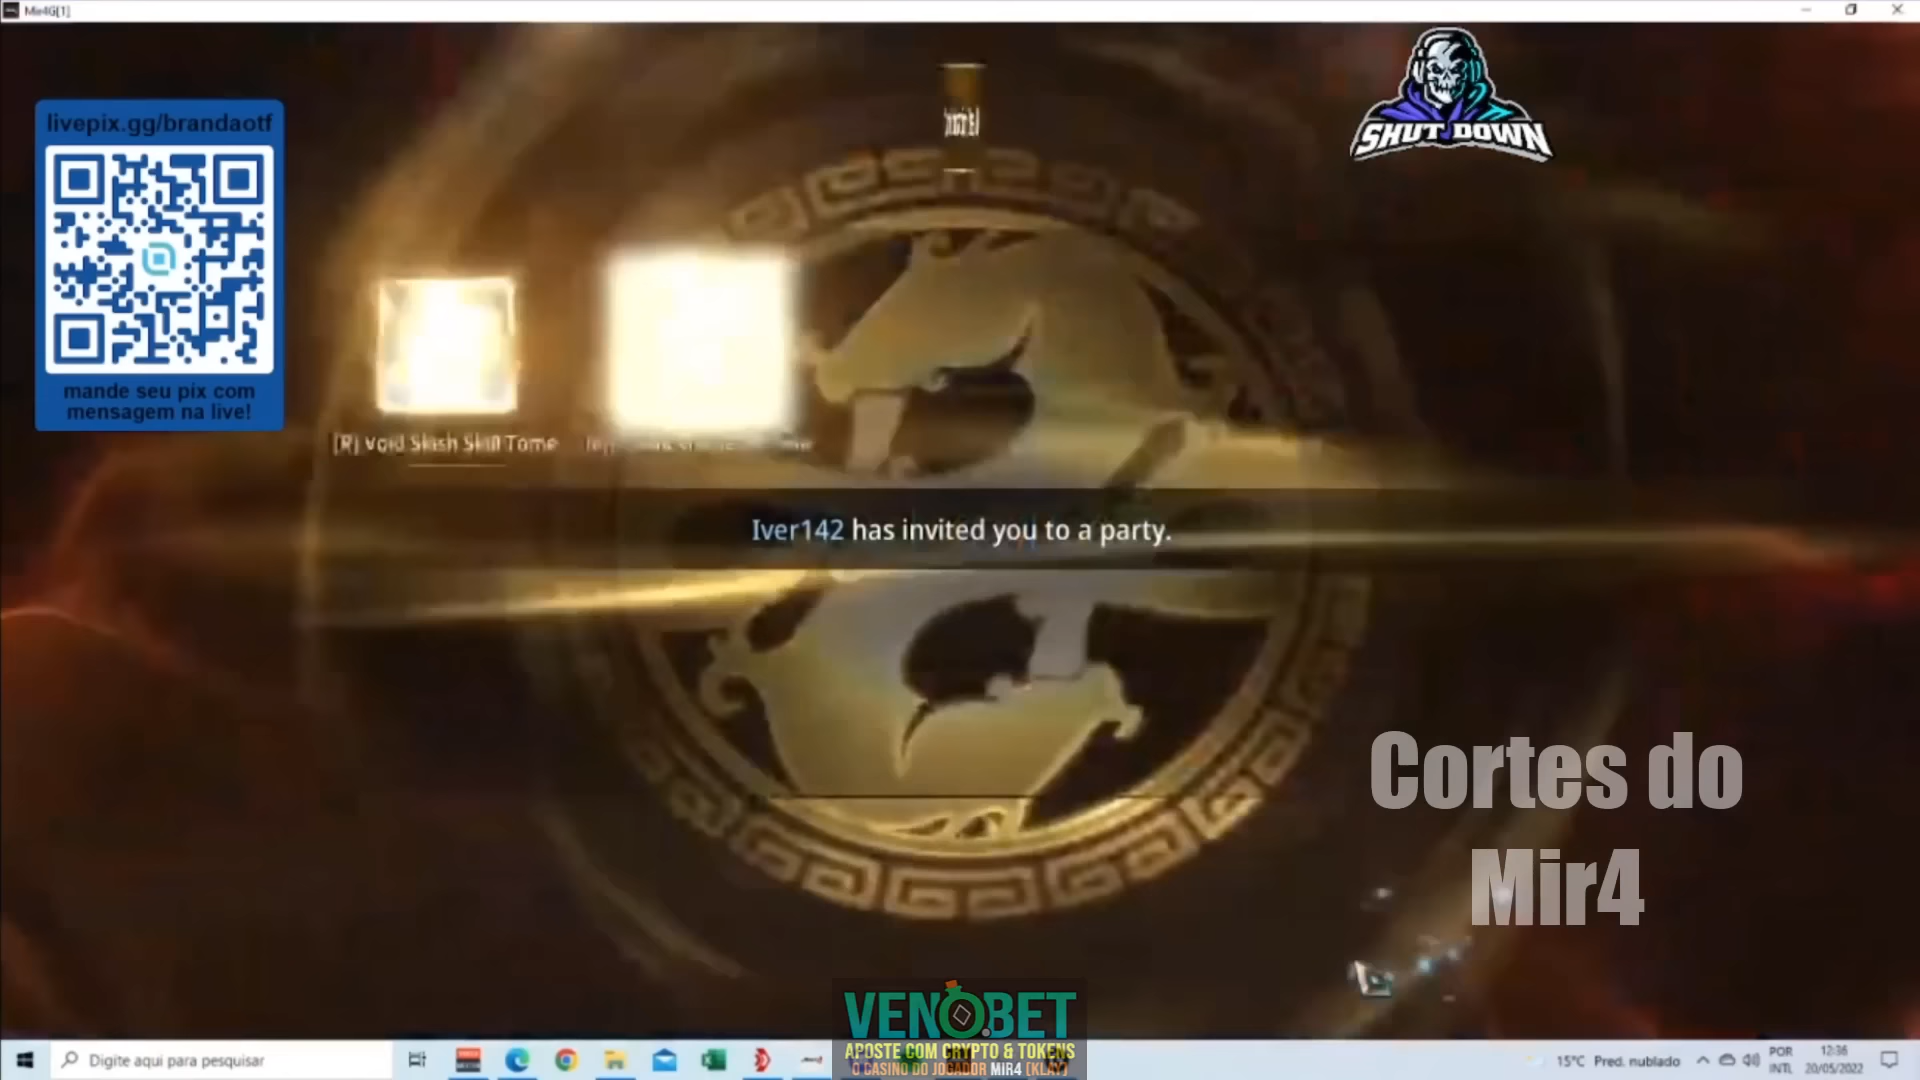 Mir4G[1]
livepix.gg/brandaotf
mande seu pix com
mensagem na live!
SHUT DOWN
[R] Void Slash Skill Tome
Iver142 has invited you to a party.
Cortes do
Mir4
VENOBET
APOSTE COM CRYPTO & TOKENS
O CASINO DO JOGADOR MIR4 (KLAY)
Digite aqui para pesquisar
15°C Pred. nublado
POR
INTL
12:36
20/05/2022